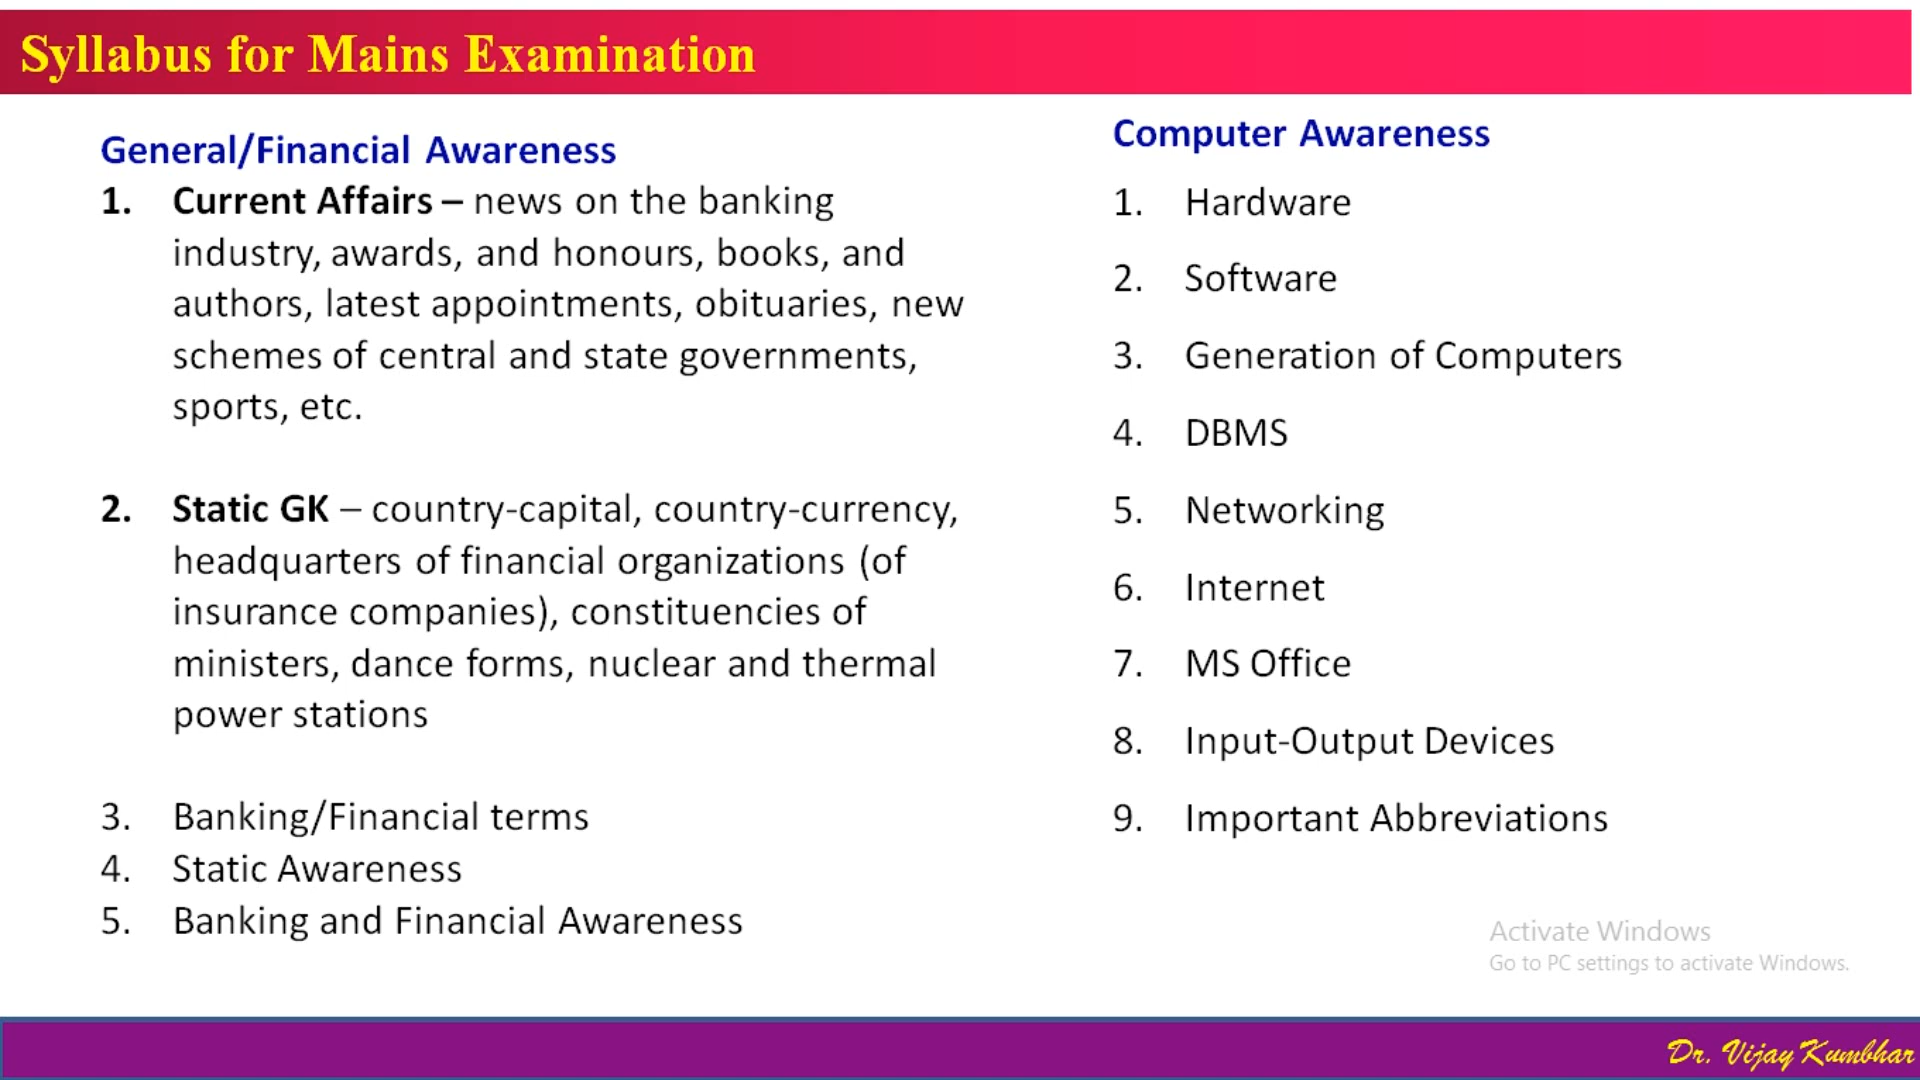 Syllabus for Mains Examination
General/Financial Awareness
1. Current Affairs – news on the banking
industry, awards, and honours, books, and
authors, latest appointments, obituaries, new
schemes of central and state governments,
sports, etc.
2. Static GK – country-capital, country-currency,
headquarters of financial organizations (of
insurance companies), constituencies of
ministers, dance forms, nuclear and thermal
power stations
3. Banking/Financial terms
4. Static Awareness
5. Banking and Financial Awareness
Computer Awareness
1. Hardware
2. Software
3. Generation of Computers
4. DBMS
5. Networking
6. Internet
7. MS Office
8. Input-Output Devices
9. Important Abbreviations
Activate Windows
Go to PC settings to activate Windows.
Dr. Vijay Kumbhar